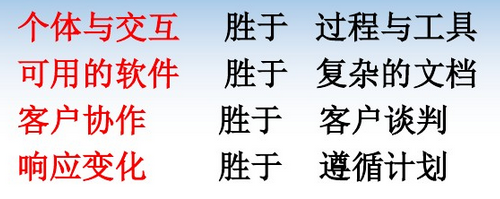 个体与交互 胜于 过程与工具
可用的软件 胜于 复杂的文档
客户协作 胜于 客户谈判
响应变化 胜于 遵循计划